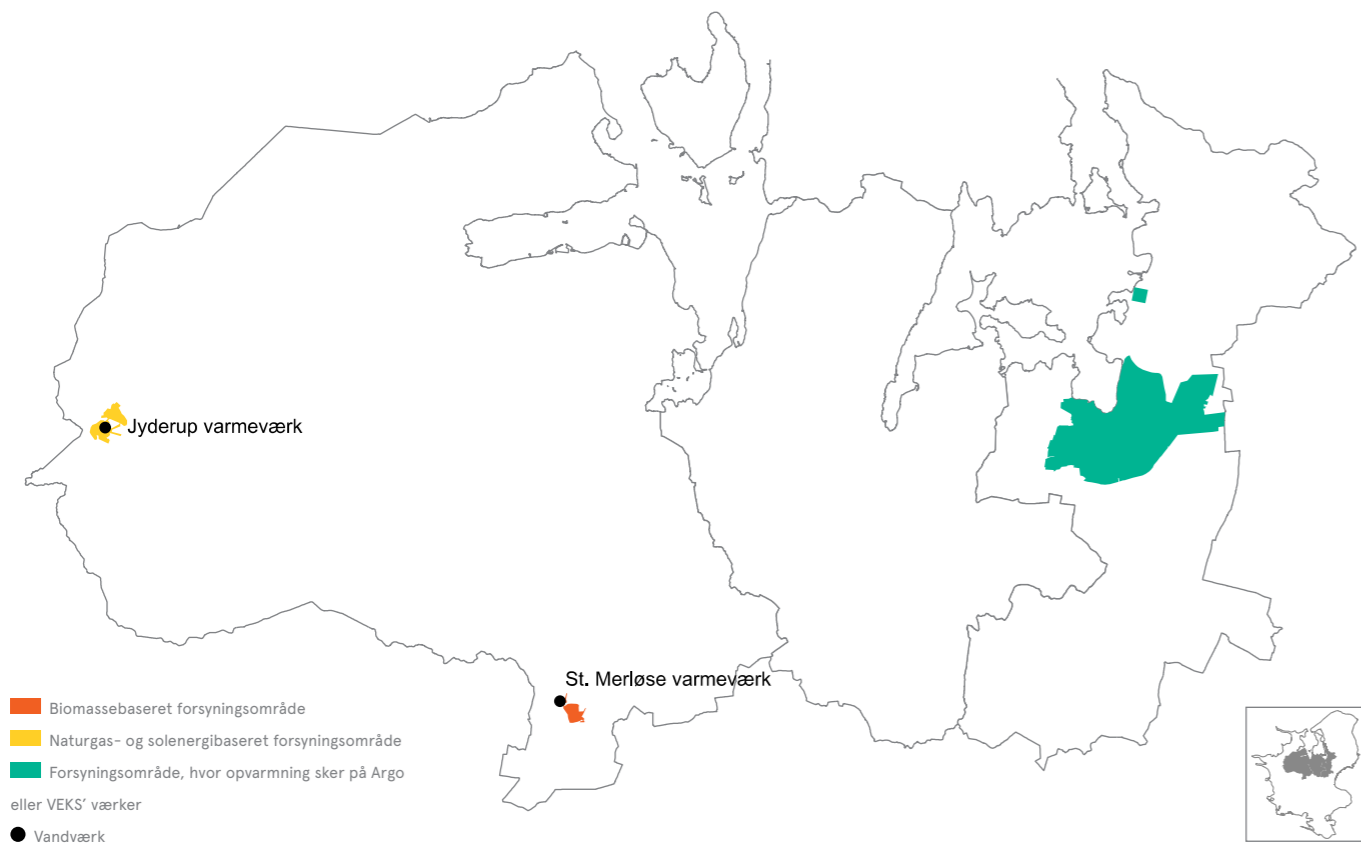 Jyderup varmeværk
St. Merløse varmeværk
Biomassebaseret forsyningsområde
Naturgas- og solenergibaseret forsyningsområde
Forsyningsområde, hvor opvarmning sker på Argo
eller VEKS’ værker
Vandværk